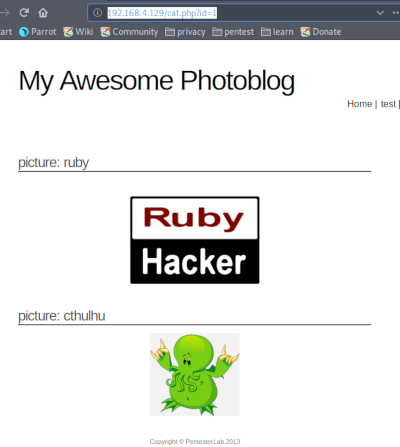 192.168.4.129/cat.php?id=1
art Parrot Wiki Community privacy pentest learn Donate
My Awesome Photoblog
Home | test |
picture: ruby
Ruby
Hacker
picture: cthulhu
Copyright © PentesterLab 2013